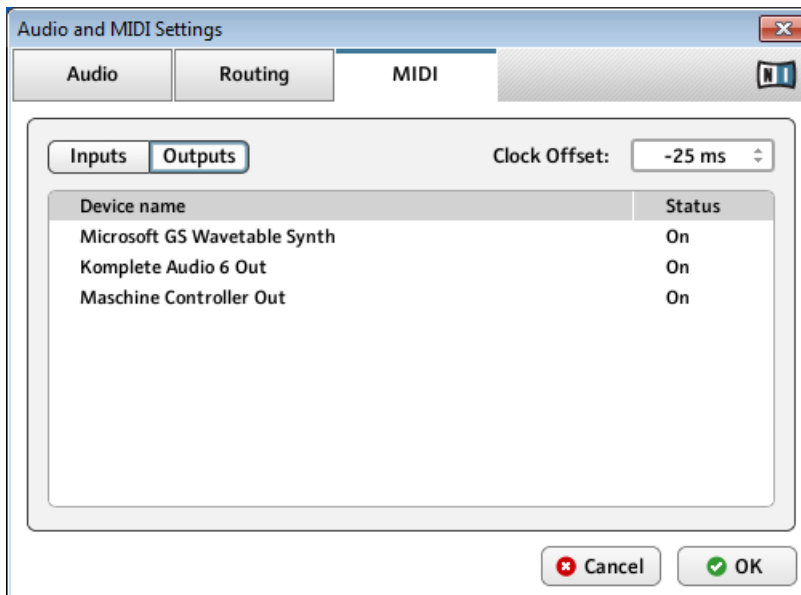 Audio and MIDI Settings
Audio Routing MIDI
NI
Inputs Outputs Clock Offset: -25 ms
Device name Status
Microsoft GS Wavetable Synth On
Komplete Audio 6 Out On
Maschine Controller Out On
Cancel OK